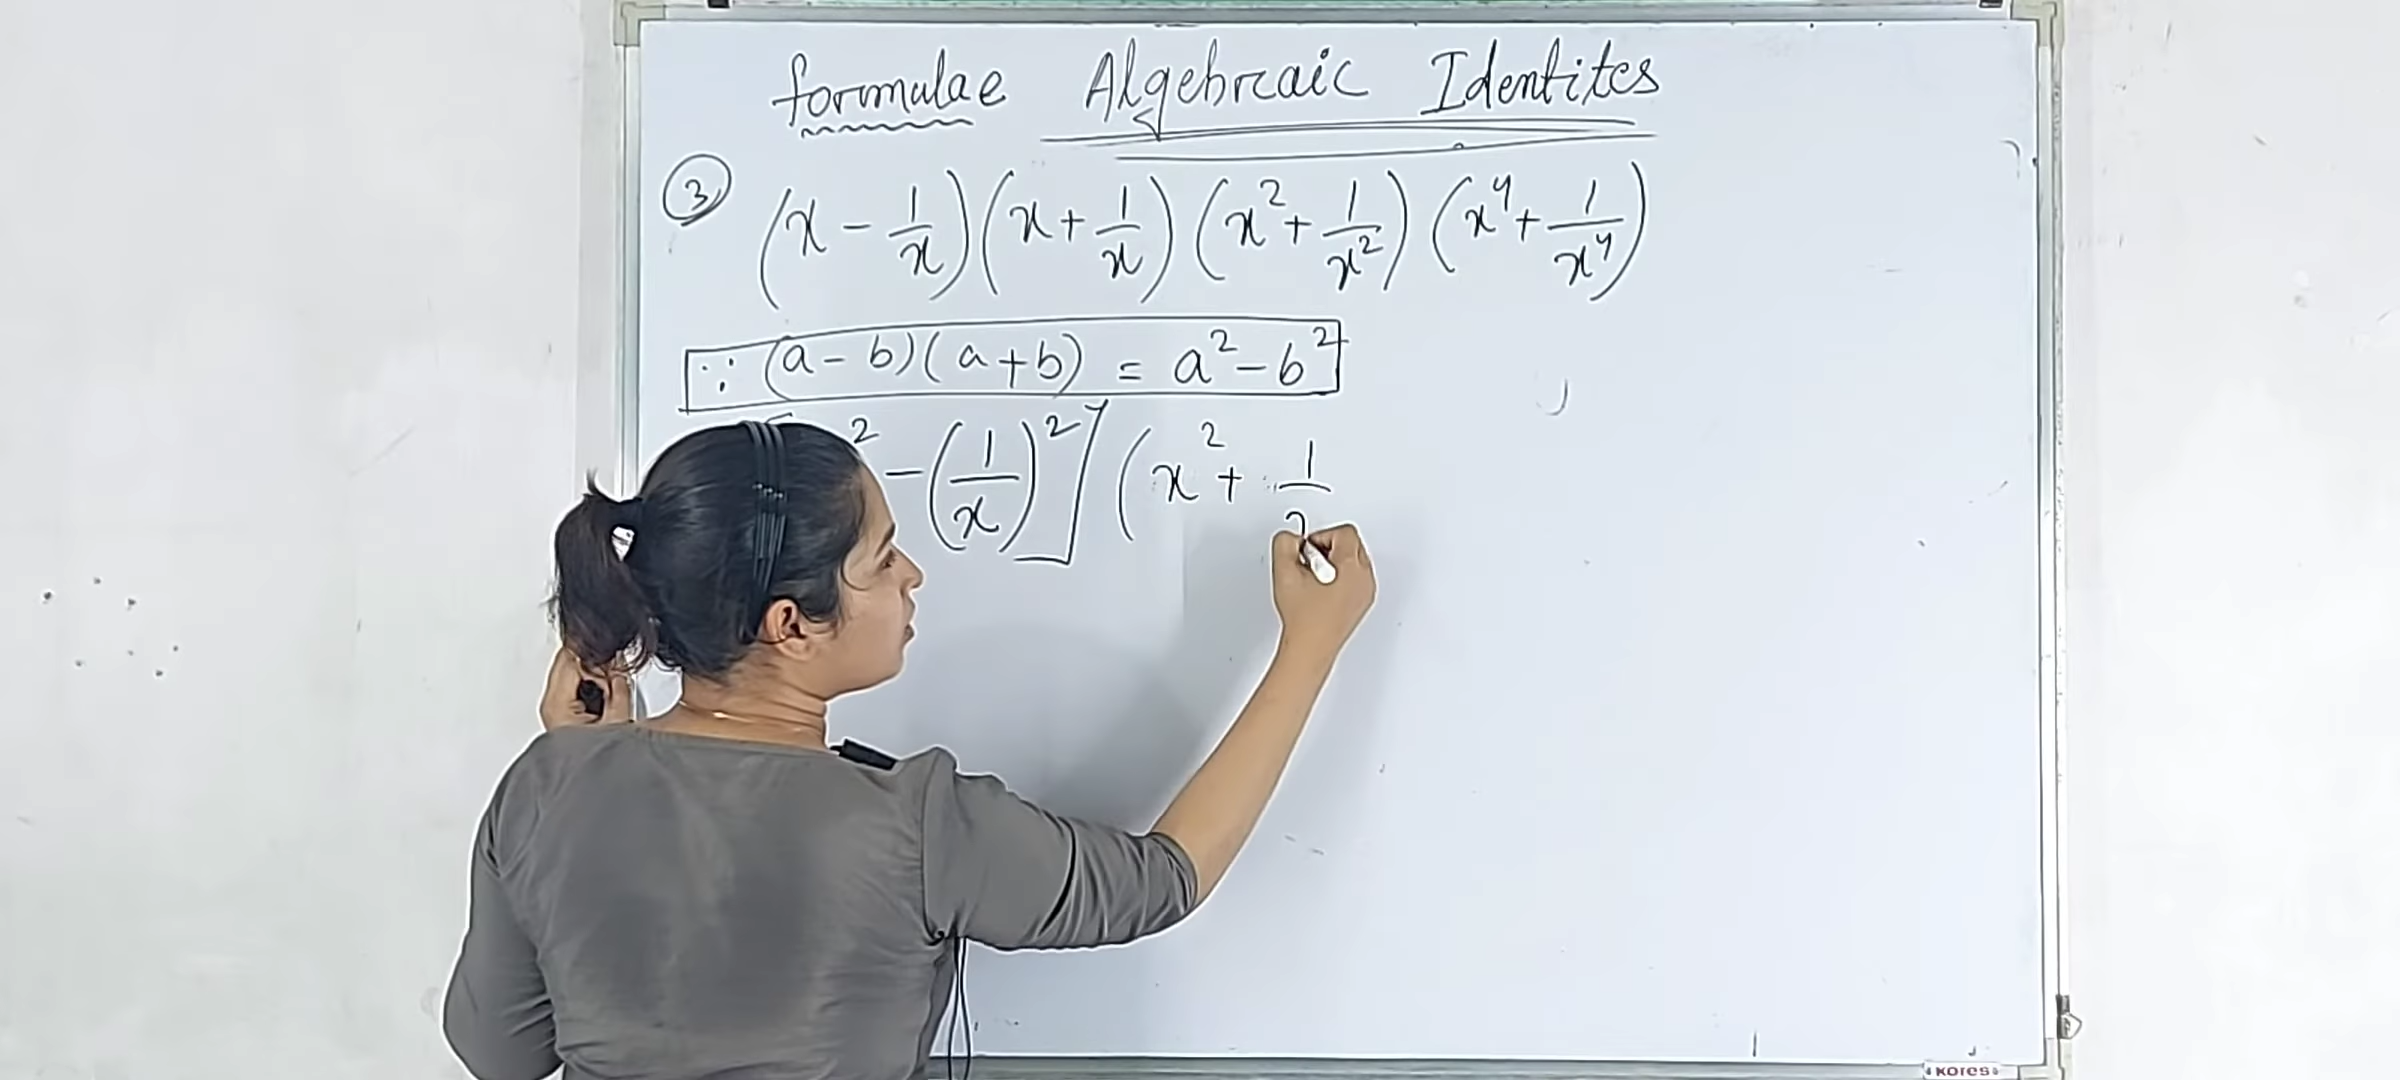 formulae Algebraic Identites
③ (x - 1/x)(x + 1/x)(x² + 1/x²)(x⁴ + 1/x⁴)
∵ (a - b)(a + b) = a² - b²
² - (1/x)²] (x² + 1/
Kores